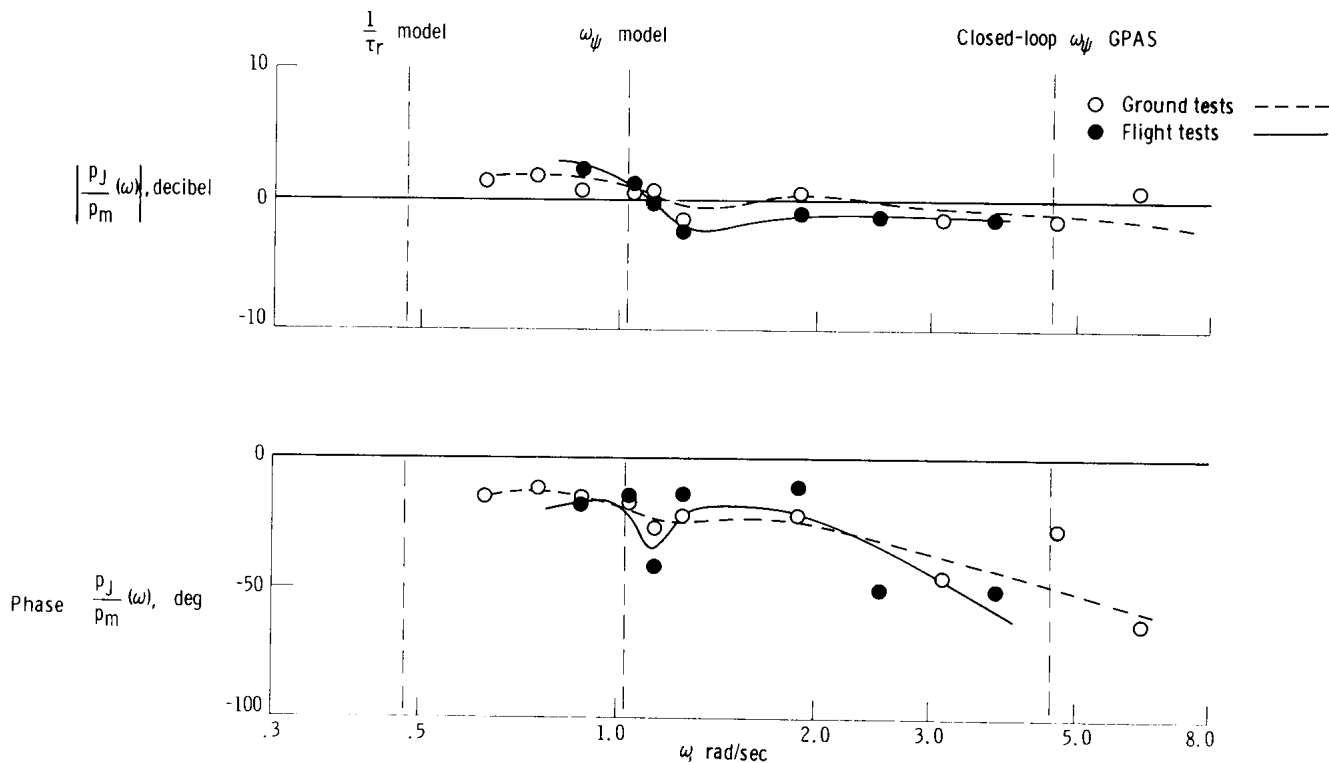 1/τr model
ωψ model
Closed-loop ωψ GPAS
10
○ Ground tests
● Flight tests
|pJ/pm (ω)|, decibel
0
-10
0
-50
Phase pJ/pm (ω), deg
-100
.3 .5 1.0 2.0 3.0 5.0 8.0
ω, rad/sec